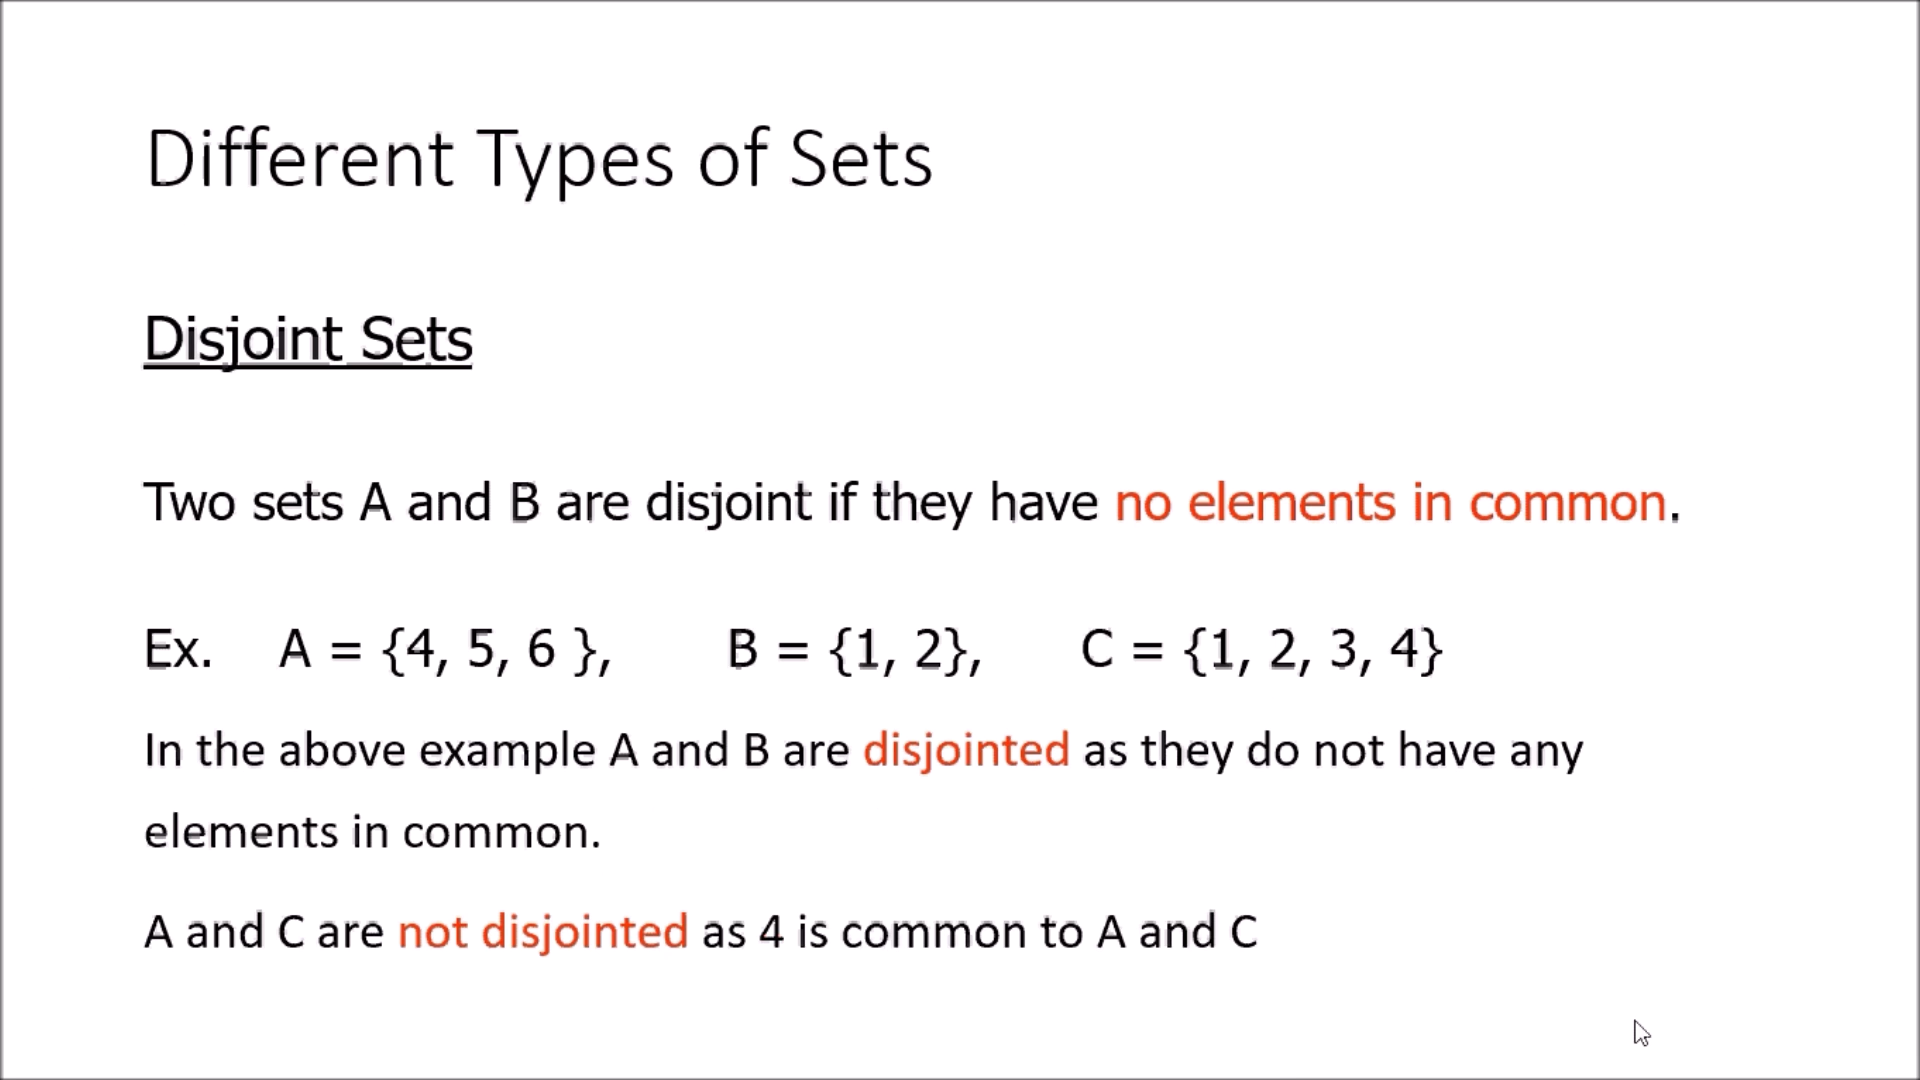 Different Types of Sets
Disjoint Sets
Two sets A and B are disjoint if they have no elements in common.
Ex. A = {4, 5, 6 }, B = {1, 2}, C = {1, 2, 3, 4}
In the above example A and B are disjointed as they do not have any
elements in common.
A and C are not disjointed as 4 is common to A and C